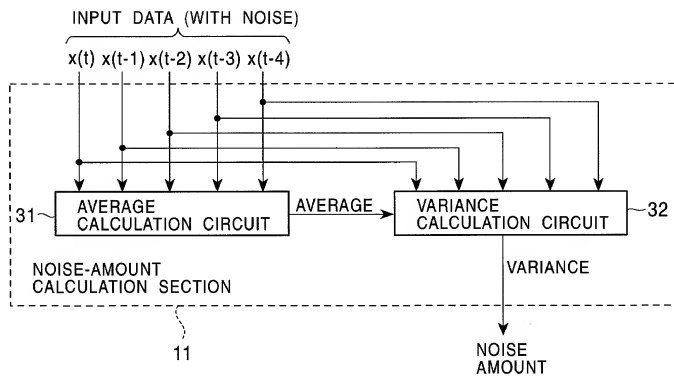 INPUT DATA (WITH NOISE)
x(t) x(t-1) x(t-2) x(t-3) x(t-4)
31
AVERAGE
CALCULATION CIRCUIT
AVERAGE
VARIANCE
CALCULATION CIRCUIT
32
NOISE-AMOUNT
CALCULATION SECTION
VARIANCE
11
NOISE
AMOUNT